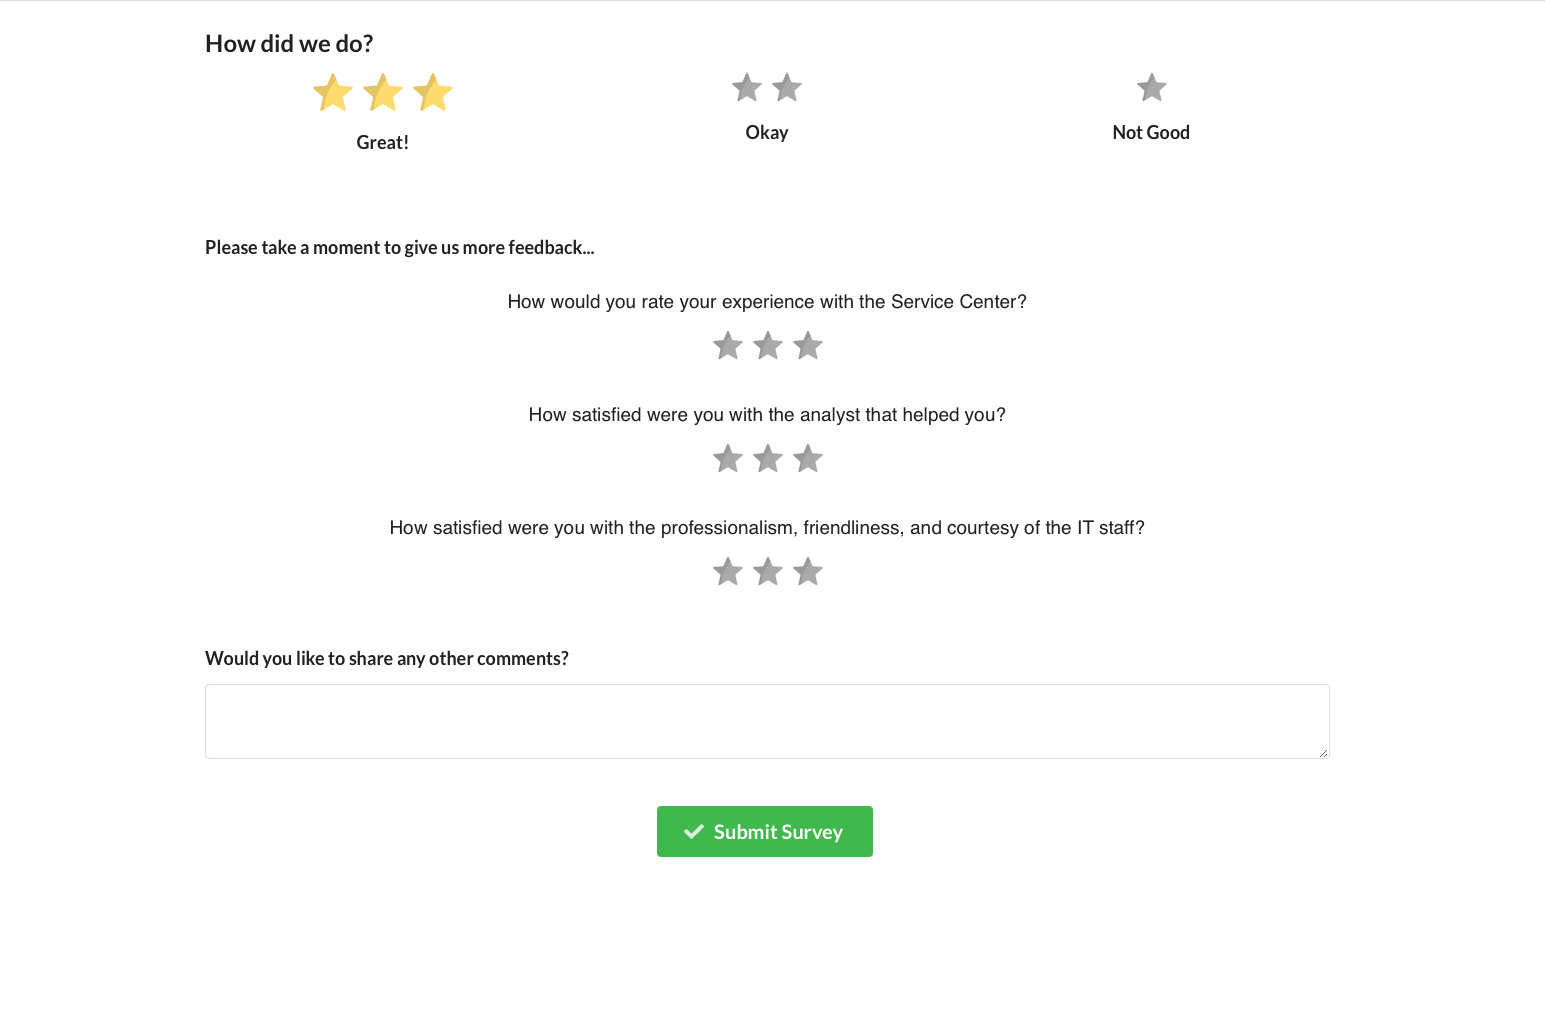 How did we do?
Great!
Okay
Not Good
Please take a moment to give us more feedback...
How would you rate your experience with the Service Center?
How satisfied were you with the analyst that helped you?
How satisfied were you with the professionalism, friendliness, and courtesy of the IT staff?
Would you like to share any other comments?
Submit Survey